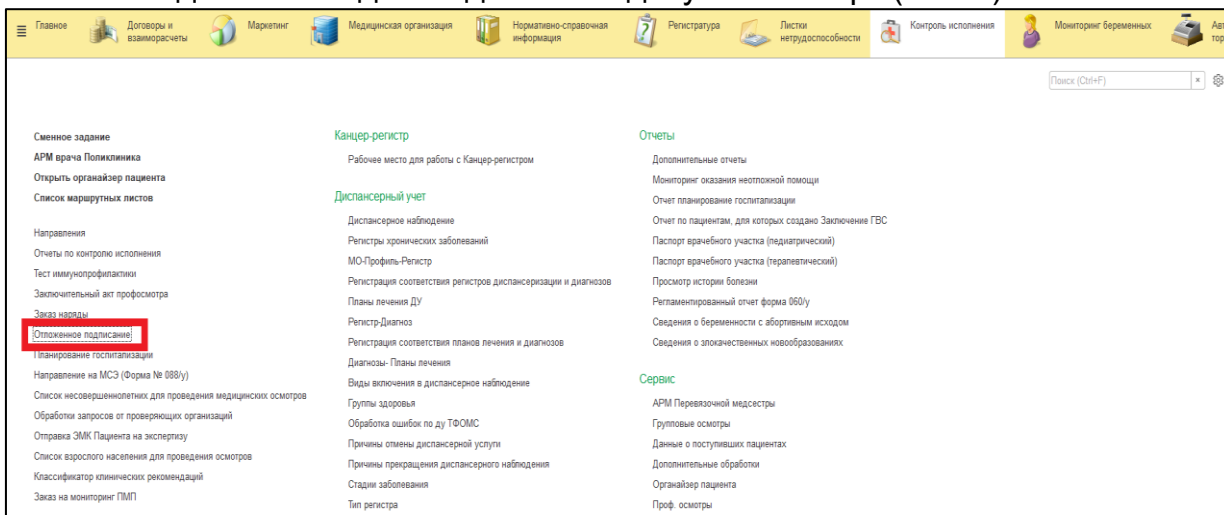 Главное
Договоры и
взаиморасчеты
Маркетинг
Медицинская организация
Нормативно-справочная
информация
Регистратура
Листки
нетрудоспособности
Контроль исполнения
Мониторинг беременных
Поиск (Ctrl+F)
Сменное задание
АРМ врача Поликлиника
Открыть органайзер пациента
Список маршрутных листов
Направления
Отчеты по контролю исполнения
Тест иммунопрофилактики
Заключительный акт профосмотра
Заказ наряды
Отложенное подписание
Планирование госпитализации
Направление на МСЭ (Форма № 088/у)
Список несовершеннолетних для проведения медицинских осмотров
Обработки запросов от проверяющих организаций
Отправка ЭМК Пациента на экспертизу
Список взрослого населения для проведения осмотров
Классификатор клинических рекомендаций
Заказ на мониторинг ПМП
Канцер-регистр
Рабочее место для работы с Канцер-регистром
Диспансерный учет
Диспансерное наблюдение
Регистры хронических заболеваний
МО-Профиль-Регистр
Регистрация соответствия регистров диспансеризации и диагнозов
Планы лечения ДУ
Регистр-Диагноз
Регистрация соответствия планов лечения и диагнозов
Диагнозы- Планы лечения
Виды включения в диспансерное наблюдение
Группы здоровья
Обработка ошибок по ду ТФОМС
Причины отмены диспансерной услуги
Причины прекращения диспансерного наблюдения
Стадии заболевания
Тип регистра
Отчеты
Дополнительные отчеты
Мониторинг оказания неотложной помощи
Отчет планирование госпитализации
Отчет по пациентам, для которых создано Заключение ГВС
Паспорт врачебного участка (педиатрический)
Паспорт врачебного участка (терапевтический)
Просмотр истории болезни
Регламентированный отчет форма 060/у
Сведения о беременности с абортивным исходом
Сведения о злокачественных новообразованиях
Сервис
АРМ Перевязочной медсестры
Групповые осмотры
Данные о поступивших пациентах
Дополнительные обработки
Органайзер пациента
Проф. осмотры